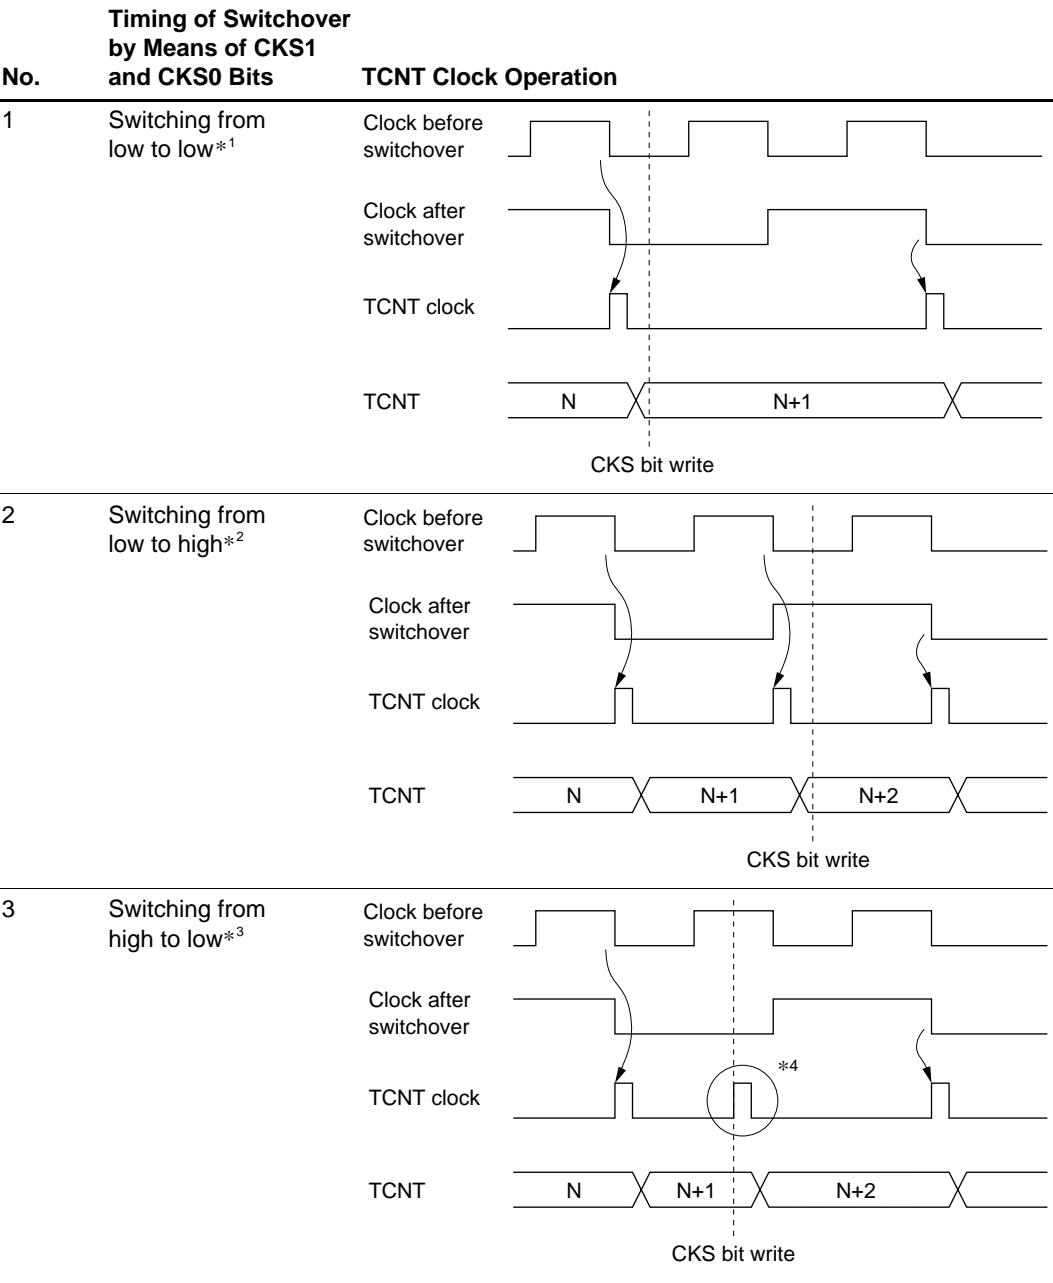 Timing of Switchover
by Means of CKS1
No. and CKS0 Bits TCNT Clock Operation
1 Switching from
low to low*1
Clock before
switchover
Clock after
switchover
TCNT clock
TCNT N N+1
CKS bit write
2 Switching from
low to high*2
Clock before
switchover
Clock after
switchover
TCNT clock
TCNT N N+1 N+2
CKS bit write
3 Switching from
high to low*3
Clock before
switchover
Clock after
switchover
*4
TCNT clock
TCNT N N+1 N+2
CKS bit write